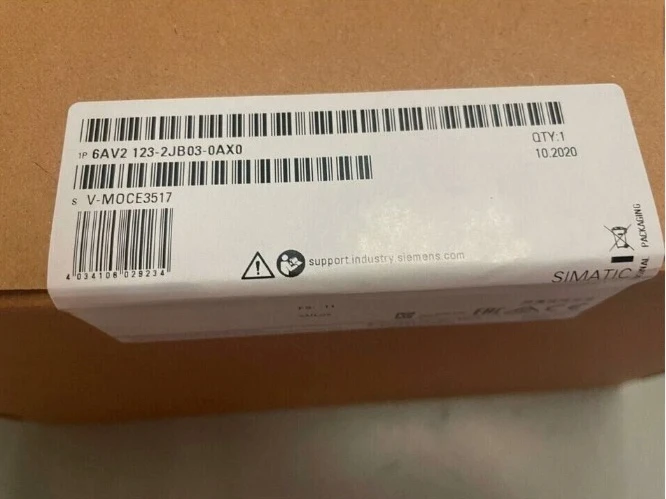 1P 6AV2 123-2JB03-0AX0
QTY:1
10.2020
S V-MOCE3517
4 034108 029234
support.industry.siemens.com
SIMATIC
PACKAGING